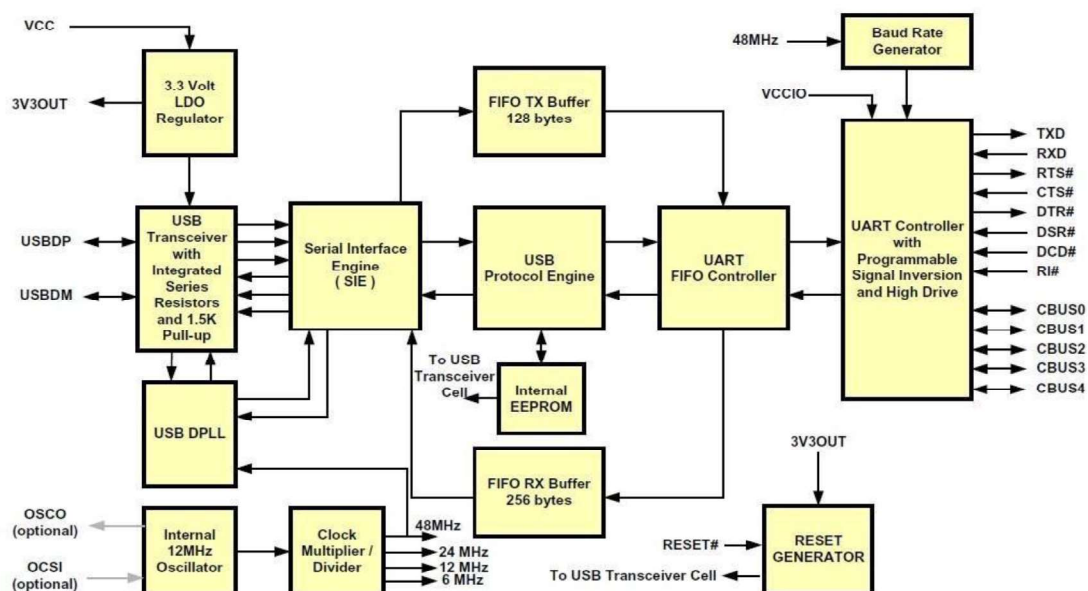 VCC
3.3 Volt
LDO
Regulator
3V3OUT
FIFO TX Buffer
128 bytes
48MHz
Baud Rate
Generator
VCCIO
USBDP
USBDM
USB
Transceiver
with
Integrated
Series
Resistors
and 1.5K
Pull-up
Serial Interface
Engine
( SIE )
USB
Protocol Engine
UART
FIFO Controller
UART Controller
with
Programmable
Signal Inversion
and High Drive
TXD
RXD
RTS#
CTS#
DTR#
DSR#
DCD#
RI#
CBUS0
CBUS1
CBUS2
CBUS3
CBUS4
USB DPLL
To USB
Transceiver
Cell
Internal
EEPROM
FIFO RX Buffer
256 bytes
3V3OUT
OSCO
(optional)
OCSI
(optional)
Internal
12MHz
Oscillator
Clock
Multiplier /
Divider
48MHz
24 MHz
12 MHz
6 MHz
RESET#
To USB Transceiver Cell
RESET
GENERATOR